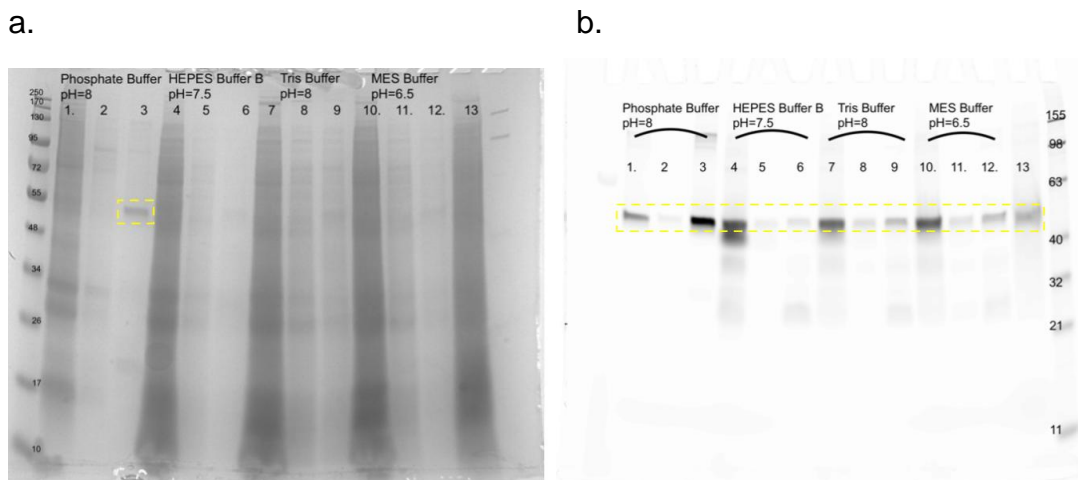 a.
b.
Phosphate Buffer HEPES Buffer B Tris Buffer MES Buffer
pH=8 pH=7.5 pH=8 pH=6.5
1. 2 3 4 5 6 7 8 9 10. 11. 12. 13
250
170
130
95
72
55
48
34
26
17
10
Phosphate Buffer HEPES Buffer B Tris Buffer MES Buffer
pH=8 pH=7.5 pH=8 pH=6.5
1. 2 3 4 5 6 7 8 9 10. 11. 12. 13
155
98
63
40
32
21
11